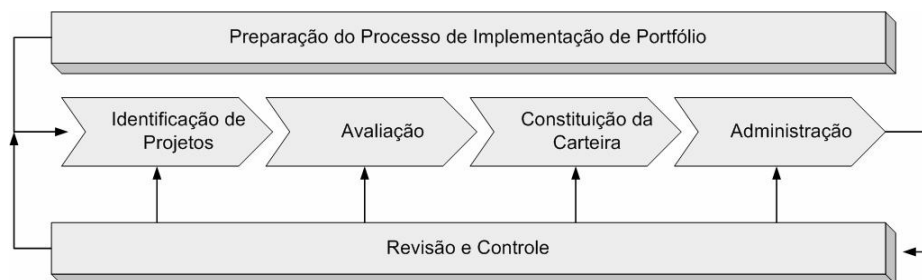 Preparação do Processo de Implementação de Portfólio
Identificação de
Projetos
Avaliação
Constituição da
Carteira
Administração
Revisão e Controle